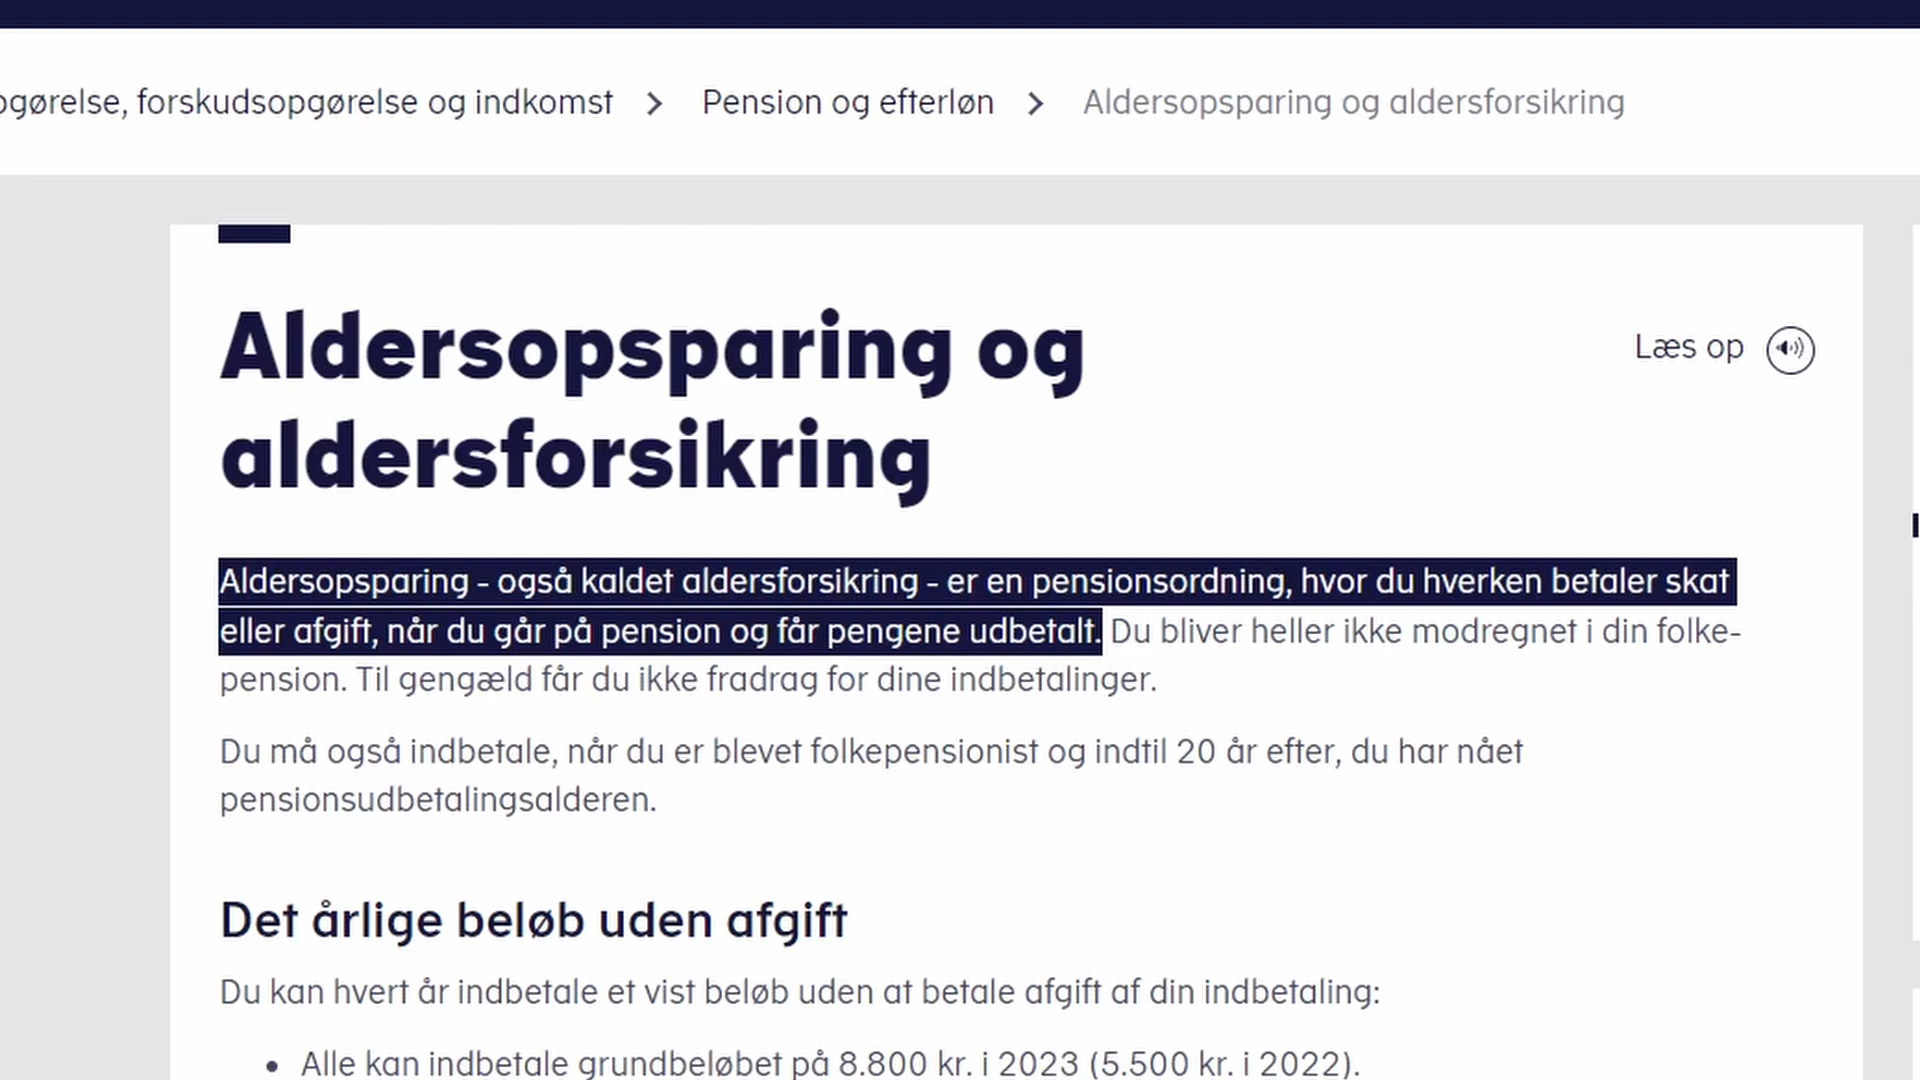 forskudsopgørelse og indkomst > Pension og efterløn > Aldersopsparing og aldersforsikring
Aldersopsparing og
aldersforsikring
Læs op
Aldersopsparing - også kaldet aldersforsikring - er en pensionsordning, hvor du hverken betaler skat
eller afgift, når du går på pension og får pengene udbetalt. Du bliver heller ikke modregnet i din folke-
pension. Til gengæld får du ikke fradrag for dine indbetalinger.
Du må også indbetale, når du er blevet folkepensionist og indtil 20 år efter, du har nået
pensionsudbetalingsalderen.
Det årlige beløb uden afgift
Du kan hvert år indbetale et vist beløb uden at betale afgift af din indbetaling:
• Alle kan indbetale grundbeløbet på 8.800 kr. i 2023 (5.500 kr. i 2022).